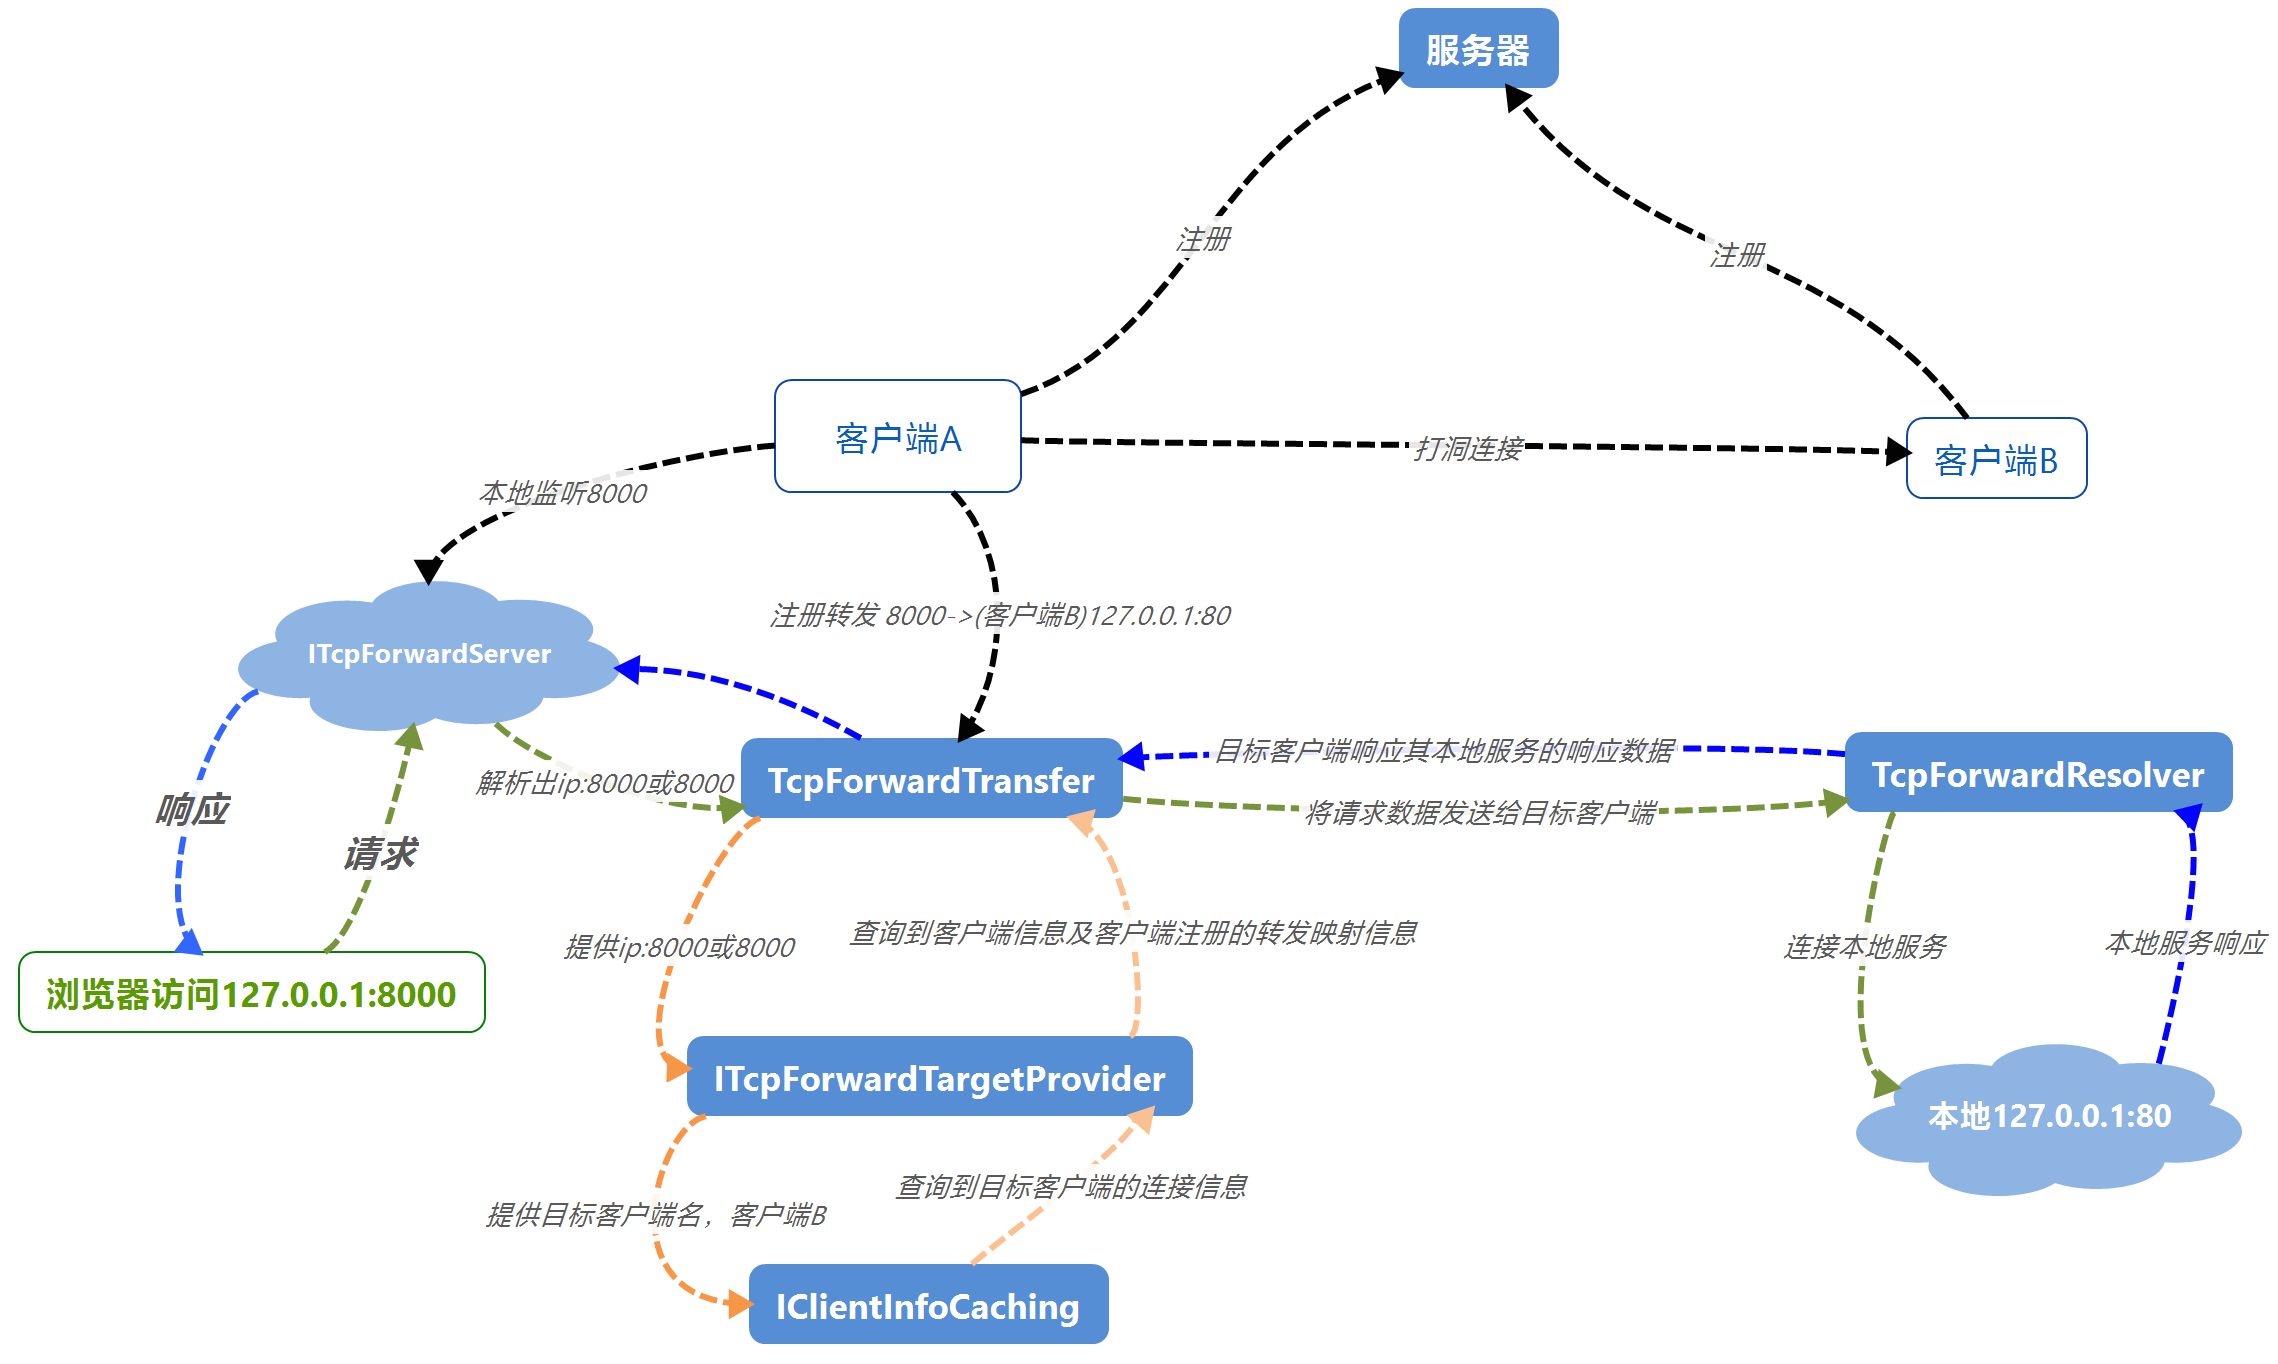 服务器
注册
注册
客户端A
打洞连接
客户端B
本地监听8000
注册转发 8000->(客户端B)127.0.0.1:80
ITcpForwardServer
目标客户端响应其本地服务的响应数据
TcpForwardTransfer
TcpForwardResolver
解析出ip:8000或8000
将请求数据发送给目标客户端
响应
请求
提供ip:8000或8000
查询到客户端信息及客户端注册的转发映射信息
连接本地服务
本地服务响应
浏览器访问127.0.0.1:8000
ITcpForwardTargetProvider
本地127.0.0.1:80
查询到目标客户端的连接信息
提供目标客户端名，客户端B
IClientInfoCaching